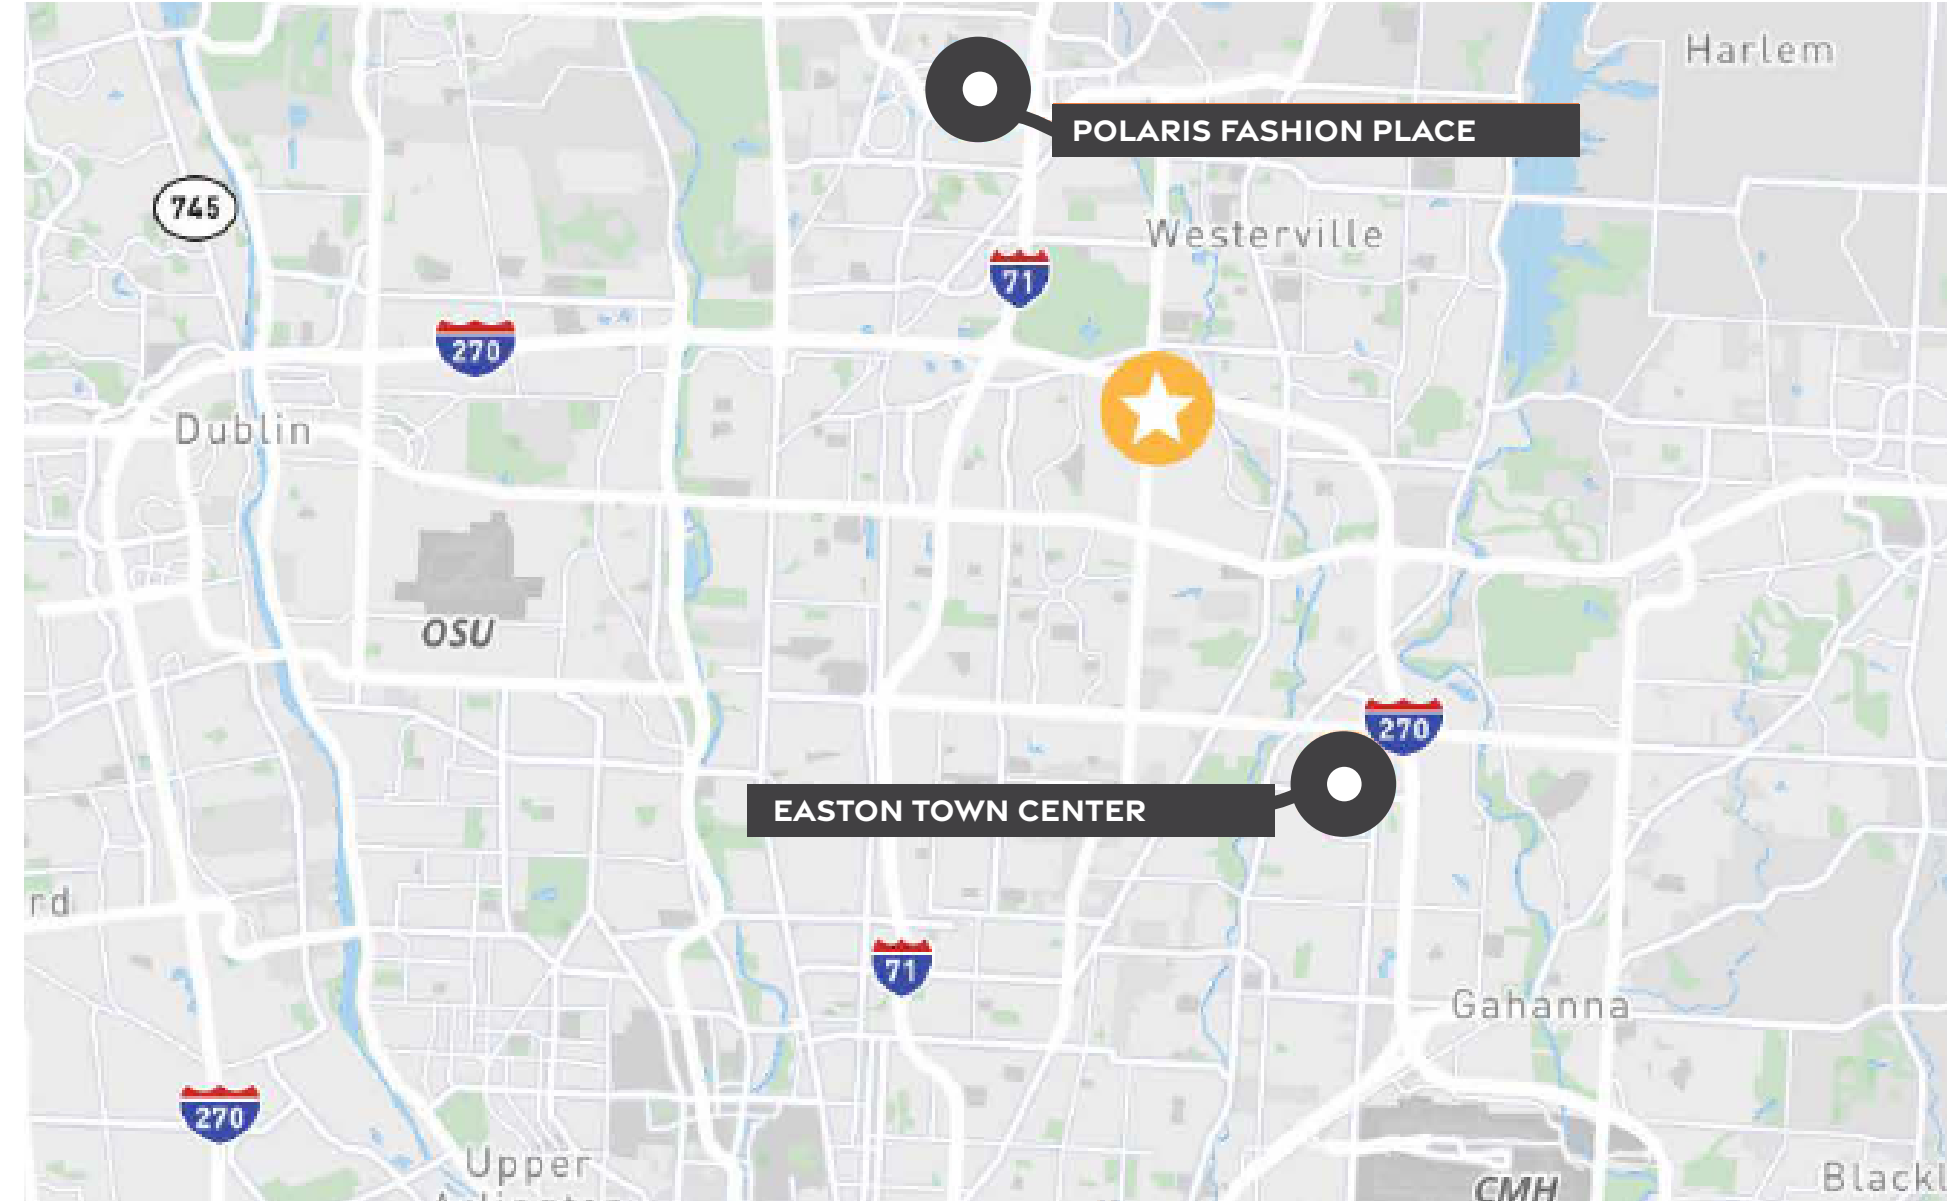 Harlem
POLARIS FASHION PLACE
745
Westerville
71
270
Dublin
OSU
270
EASTON TOWN CENTER
rd
71
Gahanna
270
Upper
CMH
Blackl